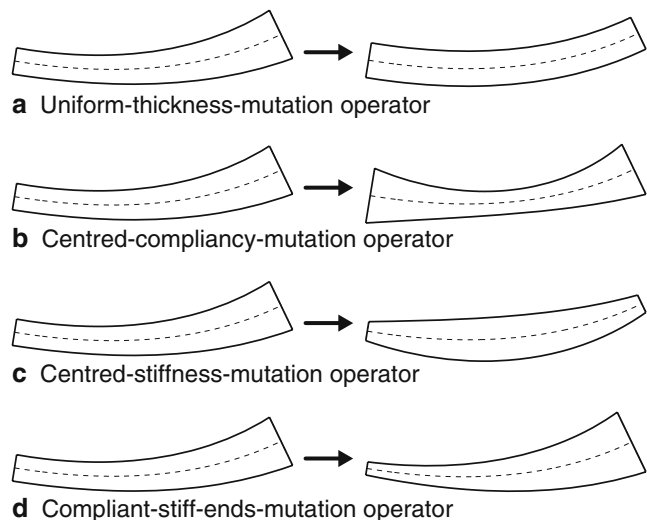 a Uniform-thickness-mutation operator
b Centred-compliancy-mutation operator
c Centred-stiffness-mutation operator
d Compliant-stiff-ends-mutation operator